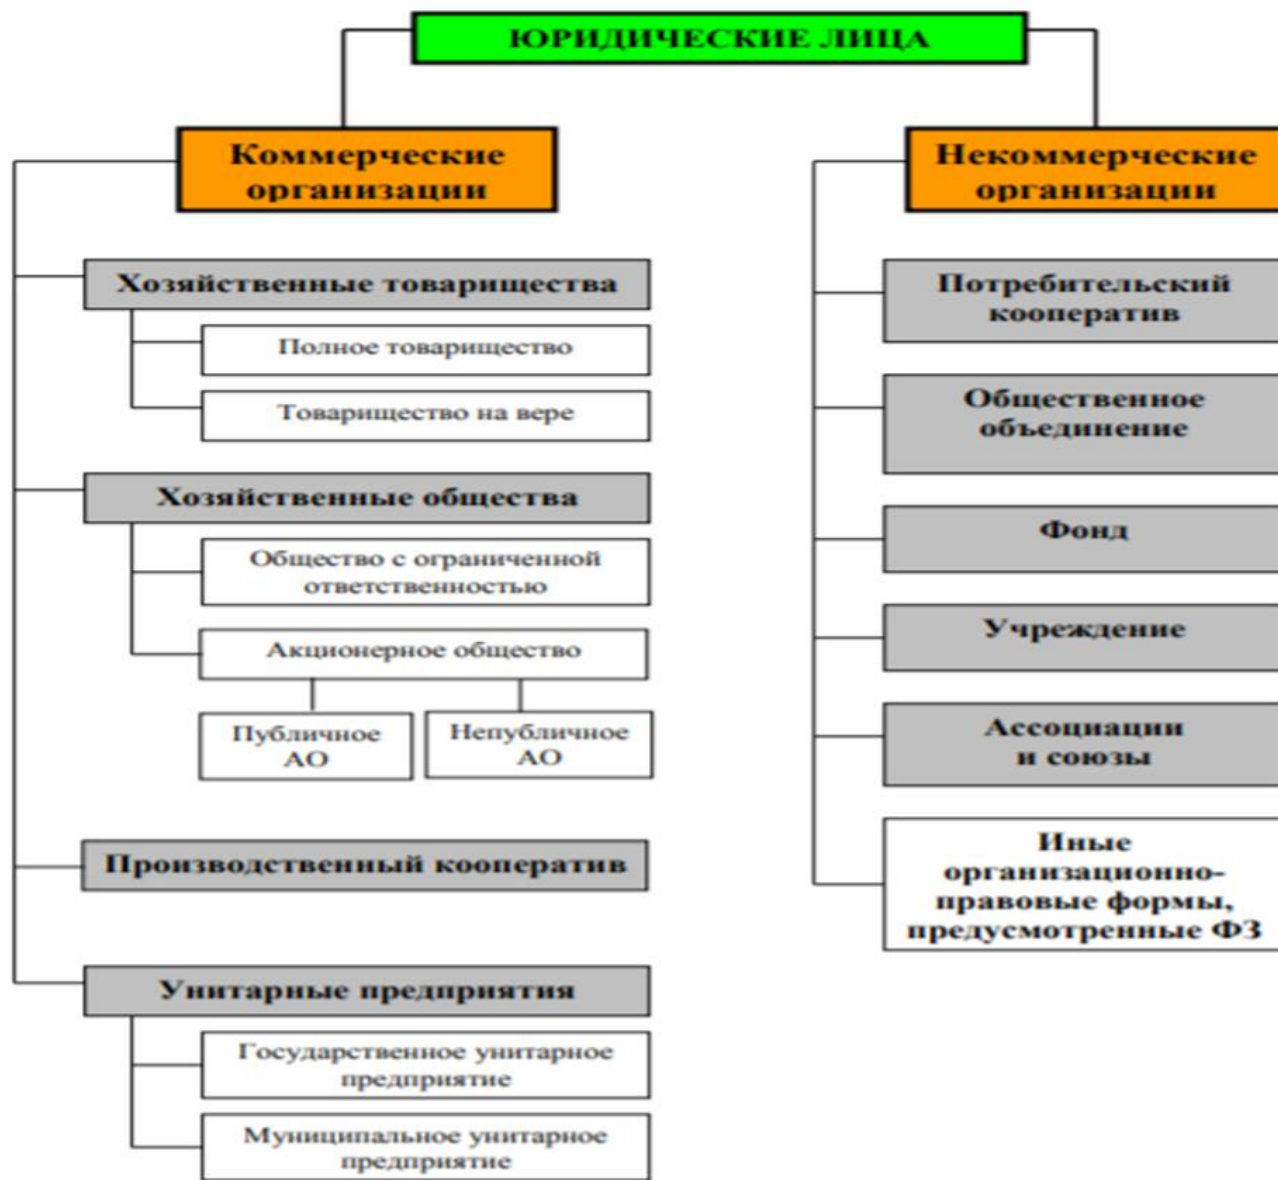 ЮРИДИЧЕСКИЕ ЛИЦА
Коммерческие
организации
Хозяйственные товарищества
Полное товарищество
Товарищество на вере
Хозяйственные общества
Общество с ограниченной
ответственностью
Акционерное общество
Публичное
АО
Непубличное
АО
Производственный кооператив
Унитарные предприятия
Государственное унитарное
предприятие
Муниципальное унитарное
предприятие
Некоммерческие
организации
Потребительский
кооператив
Общественное
объединение
Фонд
Учреждение
Ассоциации
и союзы
Иные
организационно-
правовые формы,
предусмотренные ФЗ